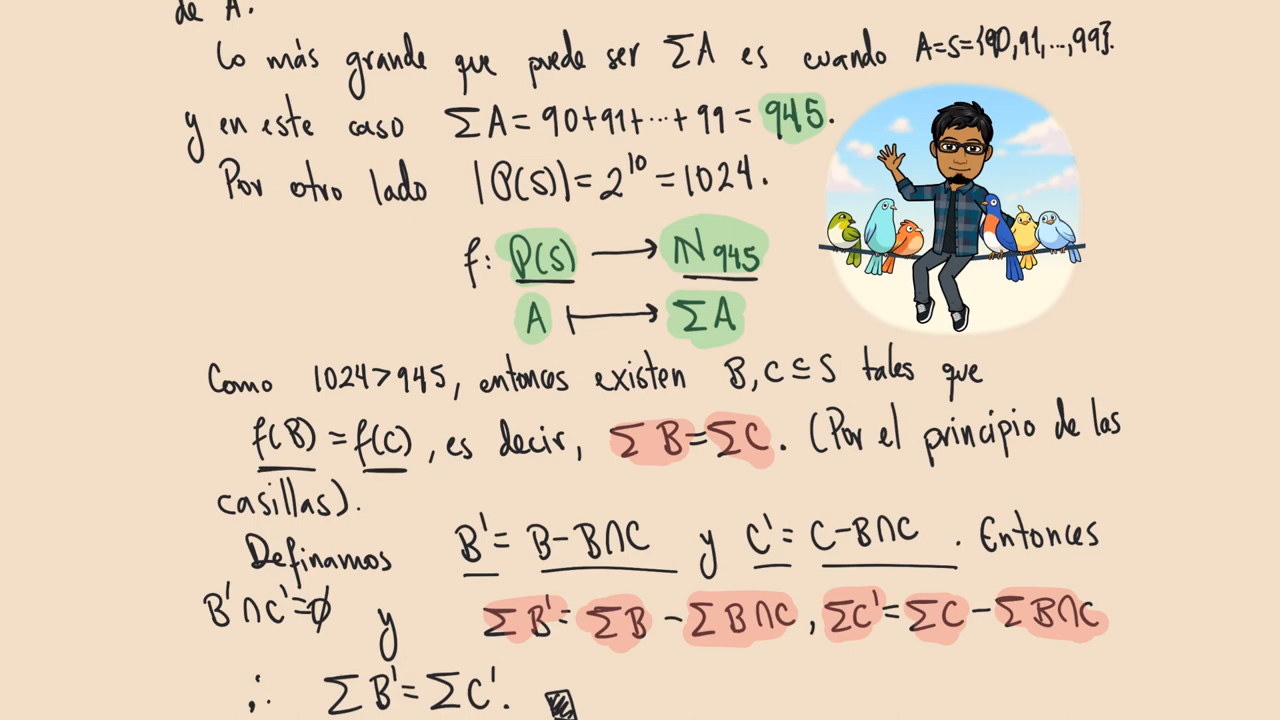 de A.
Lo más grande que puede ser ΣA es cuando A=S={90,91,...,99}.
y en este caso ΣA=90+91+...+99=945.
Por otro lado |P(S)|=2¹⁰=1024.
f: P(S) ⟶ ℕ₉₄₅
A ⟼ ΣA
Como 1024>945, entonces existen B,C⊆S tales que
f(B)=f(C), es decir, ΣB=ΣC. (Por el principio de las
casillas).
Definamos B'=B-B∩C y C'=C-B∩C. Entonces
B'∩C'=∅ y ΣB'=ΣB-ΣB∩C, ΣC'=ΣC-ΣB∩C
∴ ΣB'=ΣC'.